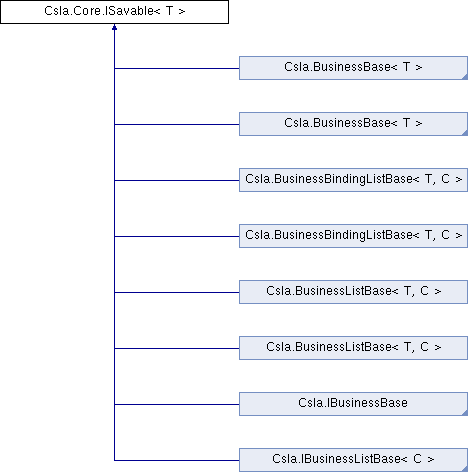 Csla.Core.ISavable< T >
Csla.BusinessBase< T >
Csla.BusinessBase< T >
Csla.BusinessBindingListBase< T, C >
Csla.BusinessBindingListBase< T, C >
Csla.BusinessListBase< T, C >
Csla.BusinessListBase< T, C >
Csla.IBusinessBase
Csla.IBusinessListBase< C >